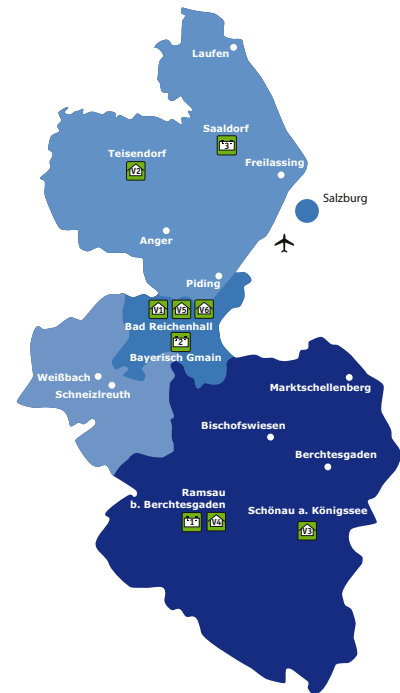 Laufen
Saaldorf
"3"
Teisendorf
V2
Freilassing
Salzburg
Anger
Piding
V1 V5 V6
Bad Reichenhall
"2"
Bayerisch Gmain
Weißbach
Schneizlreuth
Marktschellenberg
Bischofswiesen
Berchtesgaden
Ramsau
b. Berchtesgaden
"1" V4
Schönau a. Königssee
V3